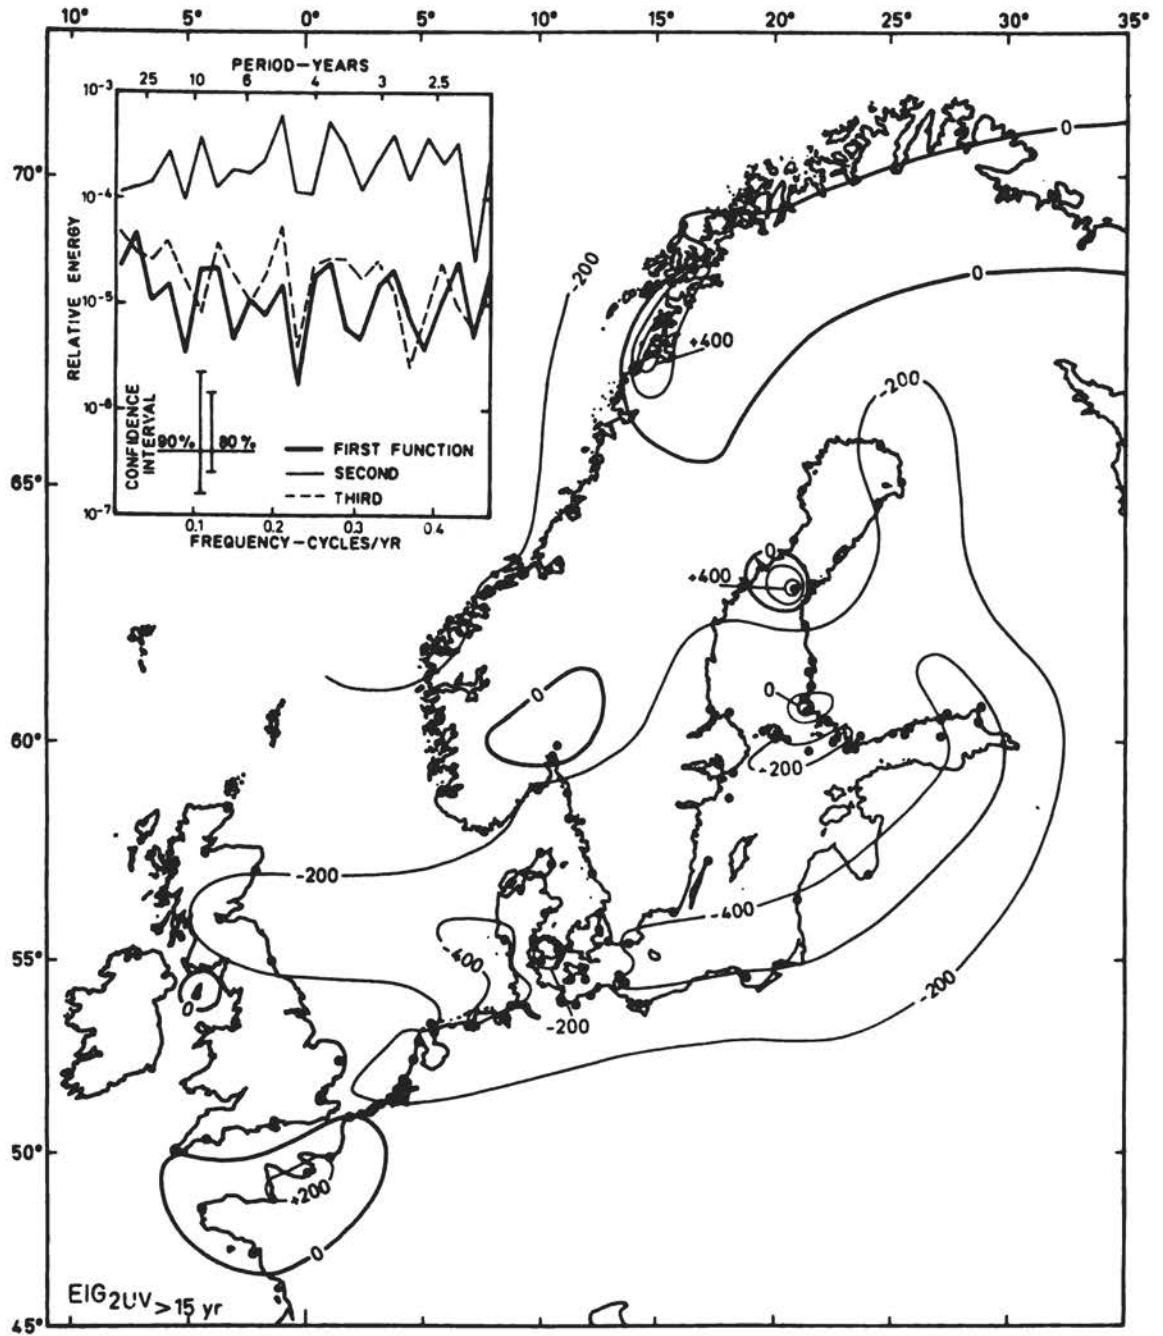 10° 5° 0° 5° 10° 15° 20° 25° 30° 35°
PERIOD—YEARS
25 10 6 4 3 2.5
10-3
10-4
10-5
10-6
10-7
RELATIVE ENERGY
CONFIDENCE
INTERVAL
90% 80%
FIRST FUNCTION
SECOND
THIRD
0.1 0.2 0.3 0.4
FREQUENCY—CYCLES/YR
70°
65°
60°
55°
50°
45°
0
-200
0
+400
-200
0
+400
0
0
-200
-200
-400
-400
-200
-200
0
+200
0
EIG2UV >15 yr